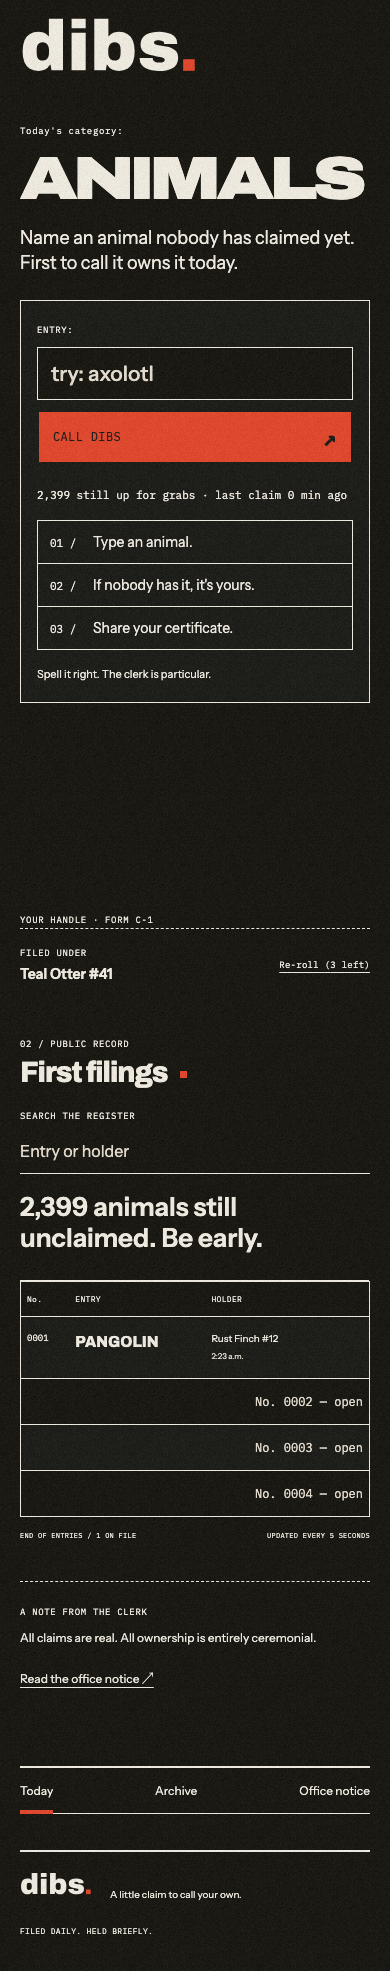 dibs.
Today's category:
ANIMALS
Name an animal nobody has claimed yet.
First to call it owns it today.
ENTRY:
try: axolotl
CALL DIBS ↗
2,399 still up for grabs · last claim 0 min ago
01 / Type an animal.
02 / If nobody has it, it's yours.
03 / Share your certificate.
Spell it right. The clerk is particular.
YOUR HANDLE · FORM C-1
FILED UNDER
Teal Otter #41
Re-roll (3 left)
02 / PUBLIC RECORD
First filings
SEARCH THE REGISTER
Entry or holder
2,399 animals still
unclaimed. Be early.
No. ENTRY HOLDER
0001 PANGOLIN Rust Finch #12
2:23 a.m.
No. 0002 — open
No. 0003 — open
No. 0004 — open
END OF ENTRIES / 1 ON FILE UPDATED EVERY 5 SECONDS
A NOTE FROM THE CLERK
All claims are real. All ownership is entirely ceremonial.
Read the office notice ↗
Today Archive Office notice
dibs. A little claim to call your own.
FILED DAILY. HELD BRIEFLY.